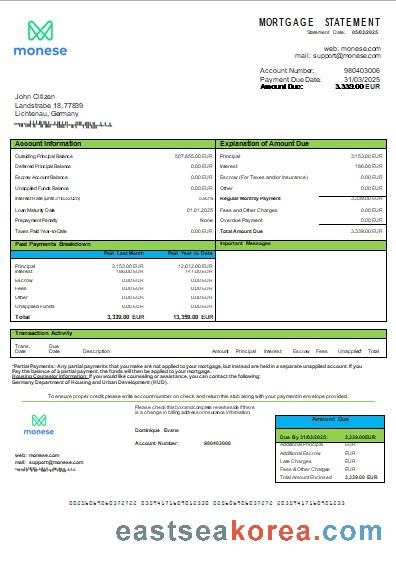 monese
MORTGAGE STATEMENT
Statement Date: 05/03/2025
web: monese.com
mail: support@monese.com
Account Number: 980403006
Payment Due Date: 31/03/2025
Amount Due: 3,339.00 EUR
John Citizen
Landstrabe 18, 77839
Lichtenau, Germany
Account Information
Outstanding Principal Balance 507,655.00 EUR
Deferred Principal Balance 0.00 EUR
Escrow Account Balance 0.00 EUR
Unapplied Funds Balance 0.00 EUR
Loan Maturity Date 01.01.2025
Prepayment Penalty None
Taxes Paid Year-to-Date 0.00 EUR
Explanation of Amount Due
Principal 3,153.00 EUR
Interest 186.00 EUR
Escrow (For Taxes and/or insurance) 0.00 EUR
Other 0.00 EUR
Regular Monthly Payment 3,339.00 EUR
Fees and Other Charges 0.00 EUR
Overdue Payment 0.00 EUR
Total Amount Due 3,339.00 EUR
Past Payments Breakdown
Paid Last Month Paid Year to Date
Principal 3,153.00 EUR 12,612.00 EUR
Interest 186.00 EUR
Escrow 0.00 EUR 0.00 EUR
Fees 0.00 EUR 0.00 EUR
Other 0.00 EUR 0.00 EUR
Unapplied Funds 0.00 EUR 0.00 EUR
Total 3,339.00 EUR 13,359.00 EUR
Important Messages
Transaction Activity
Trans. Date Due Date Description Amount Principal Interest Escrow Fees Unapplied Total
*Partial Payments: Any partial payments that you make are not applied to your mortgage, but instead are held in a separate unapplied account. If you
Pay the balance of a partial payment, the funds will then be applied to your mortgage.
Housing Counselor Information: If you would like counseling or assistance, you can contact the following:
Germany Department of Housing and Urban Development (HUD).
To ensure proper credit, please write account number on check and return this stub along with your payment in envelope provided.
monese
Please check this box and complete reverse side if there
is a change in billing address or insurance information.
Dominique Evans
Account Number: 980403006
web: monese.com
mail: support@monese.com
Amount Due
Due By 31/03/2025: 3,339.00 EUR
Additional Principal EUR
Additional Escrow EUR
Late Charges EUR
Fees & Other Charges EUR
Total Amount Enclosed 3,339.00 EUR
eastseakorea.com